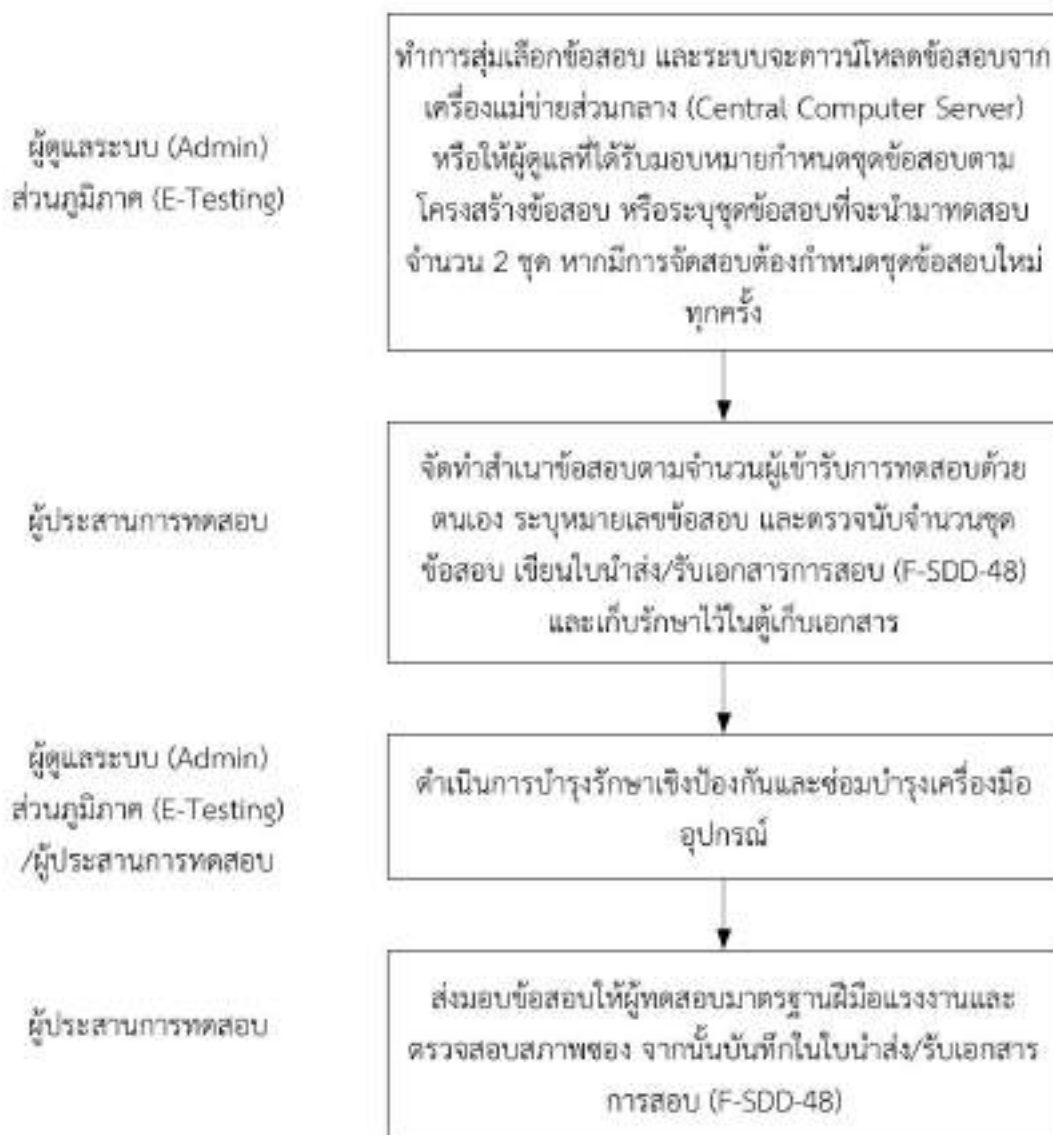 ผู้ดูแลระบบ (Admin)
ส่วนภูมิภาค (E-Testing)
ทำการสุ่มเลือกข้อสอบ และระบบจะดาวน์โหลดข้อสอบจาก
เครื่องแม่ข่ายส่วนกลาง (Central Computer Server)
หรือให้ผู้ดูแลที่ได้รับมอบหมายกำหนดชุดข้อสอบตาม
โครงสร้างข้อสอบ หรือระบุชุดข้อสอบที่จะนำมาทดสอบ
จำนวน 2 ชุด หากมีการจัดสอบต้องกำหนดชุดข้อสอบใหม่
ทุกครั้ง
ผู้ประสานการทดสอบ
จัดทำสำเนาข้อสอบตามจำนวนผู้เข้ารับการทดสอบด้วย
ตนเอง ระบุหมายเลขข้อสอบ และตรวจนับจำนวนชุด
ข้อสอบ เขียนใบนำส่ง/รับเอกสารการสอบ (F-SDD-48)
และเก็บรักษาไว้ในตู้เก็บเอกสาร
ผู้ดูแลระบบ (Admin)
ส่วนภูมิภาค (E-Testing)
/ผู้ประสานการทดสอบ
ดำเนินการบำรุงรักษาเชิงป้องกันและซ่อมบำรุงเครื่องมือ
อุปกรณ์
ผู้ประสานการทดสอบ
ส่งมอบข้อสอบให้ผู้ทดสอบมาตรฐานฝีมือแรงงานและ
ตรวจสอบสภาพซอง จากนั้นบันทึกในใบนำส่ง/รับเอกสาร
การสอบ (F-SDD-48)